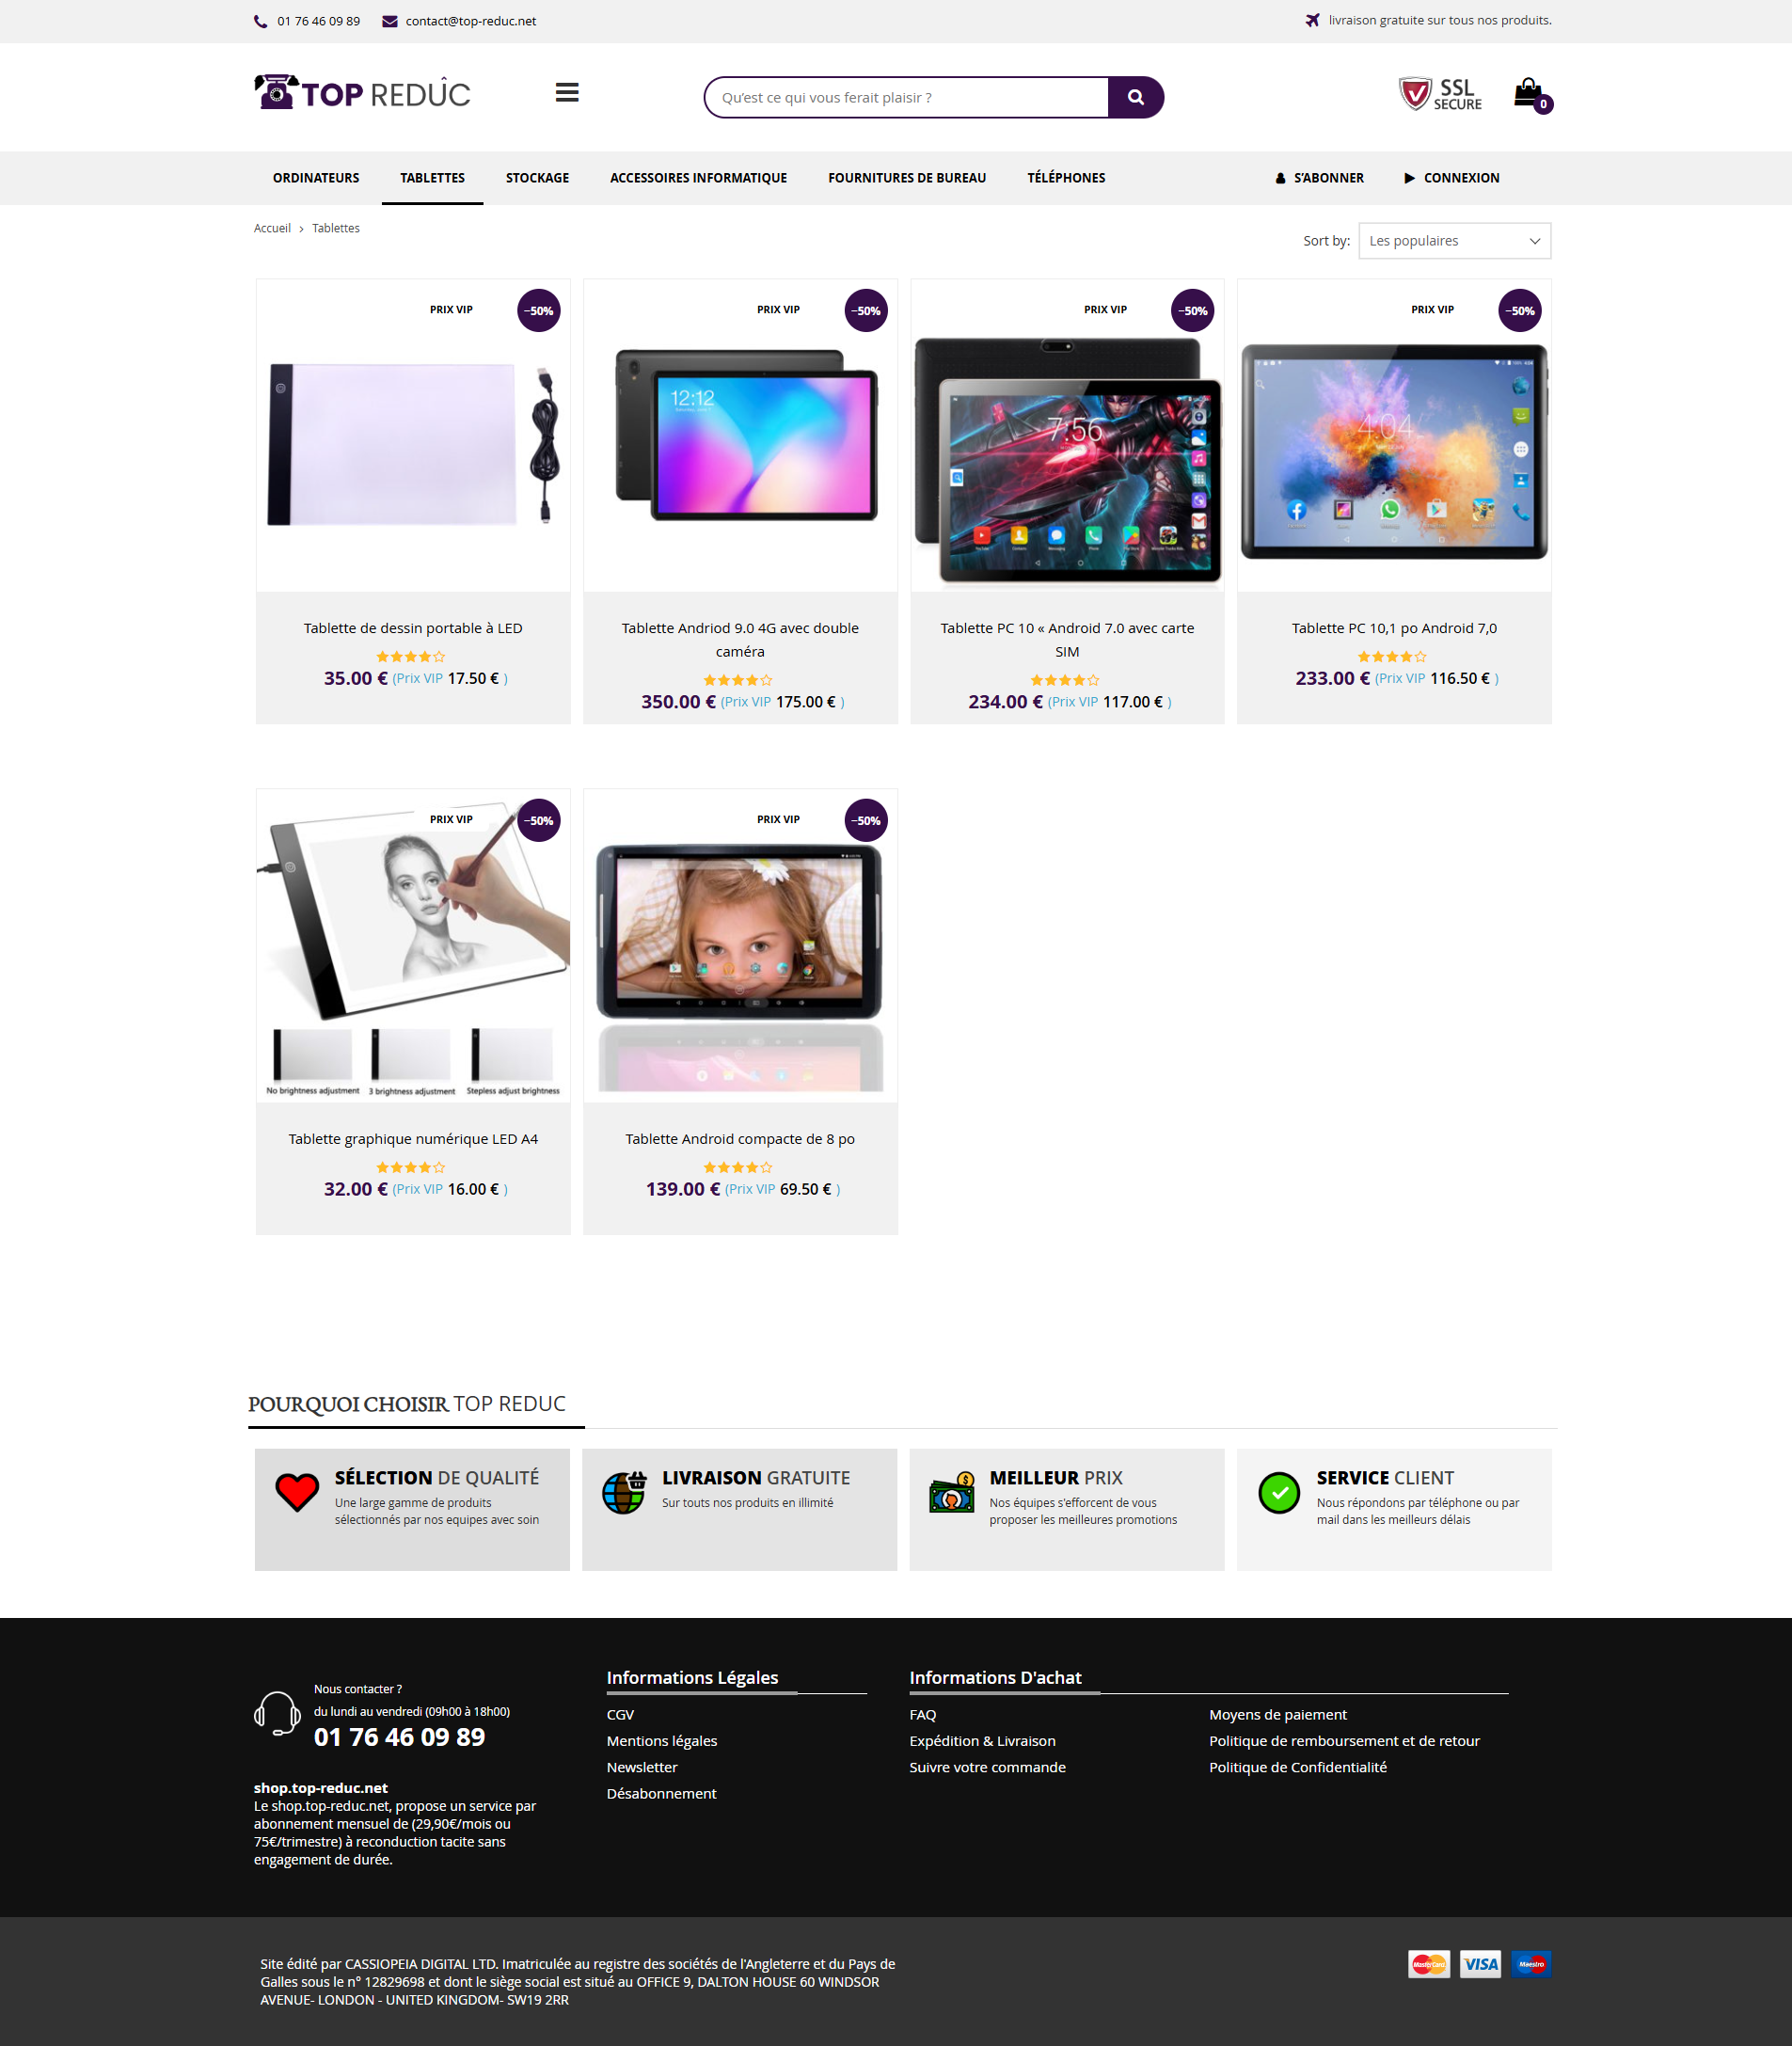 01 76 46 09 89
contact@top-reduc.net
livraison gratuite sur tous nos produits.
TOP REDUĈ
Qu'est ce qui vous ferait plaisir ?
SSL
SECURE
0
ORDINATEURS
TABLETTES
STOCKAGE
ACCESSOIRES INFORMATIQUE
FOURNITURES DE BUREAU
TÉLÉPHONES
S'ABONNER
CONNEXION
Accueil > Tablettes
Sort by:
Les populaires
PRIX VIP
−50%
PRIX VIP
−50%
12:12
PRIX VIP
−50%
7:56
PRIX VIP
−50%
4:04
Tablette de dessin portable à LED
35.00 € (Prix VIP 17.50 € )
Tablette Andriod 9.0 4G avec double
caméra
350.00 € (Prix VIP 175.00 € )
Tablette PC 10 « Android 7.0 avec carte
SIM
234.00 € (Prix VIP 117.00 € )
Tablette PC 10,1 po Android 7,0
233.00 € (Prix VIP 116.50 € )
PRIX VIP
−50%
No brightness adjustment
3 brightness adjustment
Stepless adjust brightness
PRIX VIP
−50%
Tablette graphique numérique LED A4
32.00 € (Prix VIP 16.00 € )
Tablette Android compacte de 8 po
139.00 € (Prix VIP 69.50 € )
POURQUOI CHOISIR TOP REDUC
SÉLECTION DE QUALITÉ
Une large gamme de produits
sélectionnés par nos equipes avec soin
LIVRAISON GRATUITE
Sur touts nos produits en illimité
MEILLEUR PRIX
Nos équipes s'efforcent de vous
proposer les meilleures promotions
SERVICE CLIENT
Nous répondons par téléphone ou par
mail dans les meilleurs délais
Nous contacter ?
du lundi au vendredi (09h00 à 18h00)
01 76 46 09 89
shop.top-reduc.net
Le shop.top-reduc.net, propose un service par
abonnement mensuel de (29,90€/mois ou
75€/trimestre) à reconduction tacite sans
engagement de durée.
Informations Légales
CGV
Mentions légales
Newsletter
Désabonnement
Informations D'achat
FAQ
Expédition & Livraison
Suivre votre commande
Moyens de paiement
Politique de remboursement et de retour
Politique de Confidentialité
Site édité par CASSIOPEIA DIGITAL LTD. Imatriculée au registre des sociétés de l'Angleterre et du Pays de
Galles sous le n° 12829698 et dont le siège social est situé au OFFICE 9, DALTON HOUSE 60 WINDSOR
AVENUE- LONDON - UNITED KINGDOM- SW19 2RR
MasterCard
VISA
Maestro